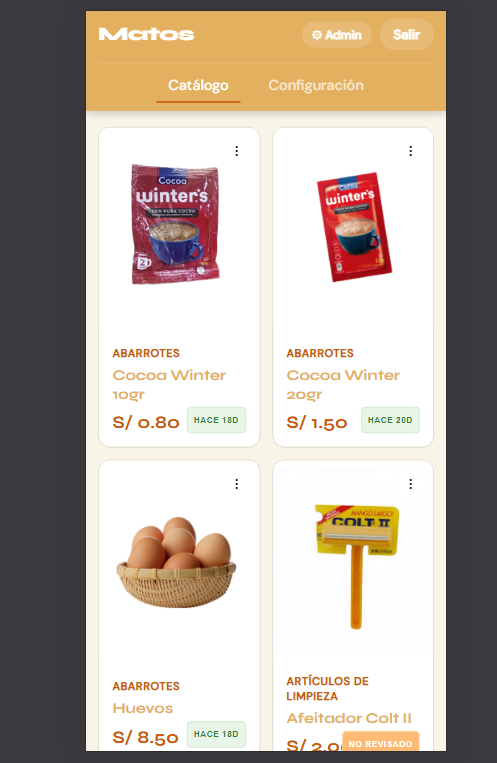 Matos
Admin
Salir
Catálogo
Configuración
Cocoa
winter's
100% PURA COCOA
Cocoa
winter's
ABARROTES
Cocoa Winter
10gr
S/ 0.80
HACE 18D
ABARROTES
Cocoa Winter
20gr
S/ 1.50
HACE 20D
MANGO LARGO!
COLT II
ABARROTES
Huevos
S/ 8.50
HACE 18D
ARTÍCULOS DE
LIMPIEZA
Afeitador Colt II
S/ 2.00
NO REVISADO